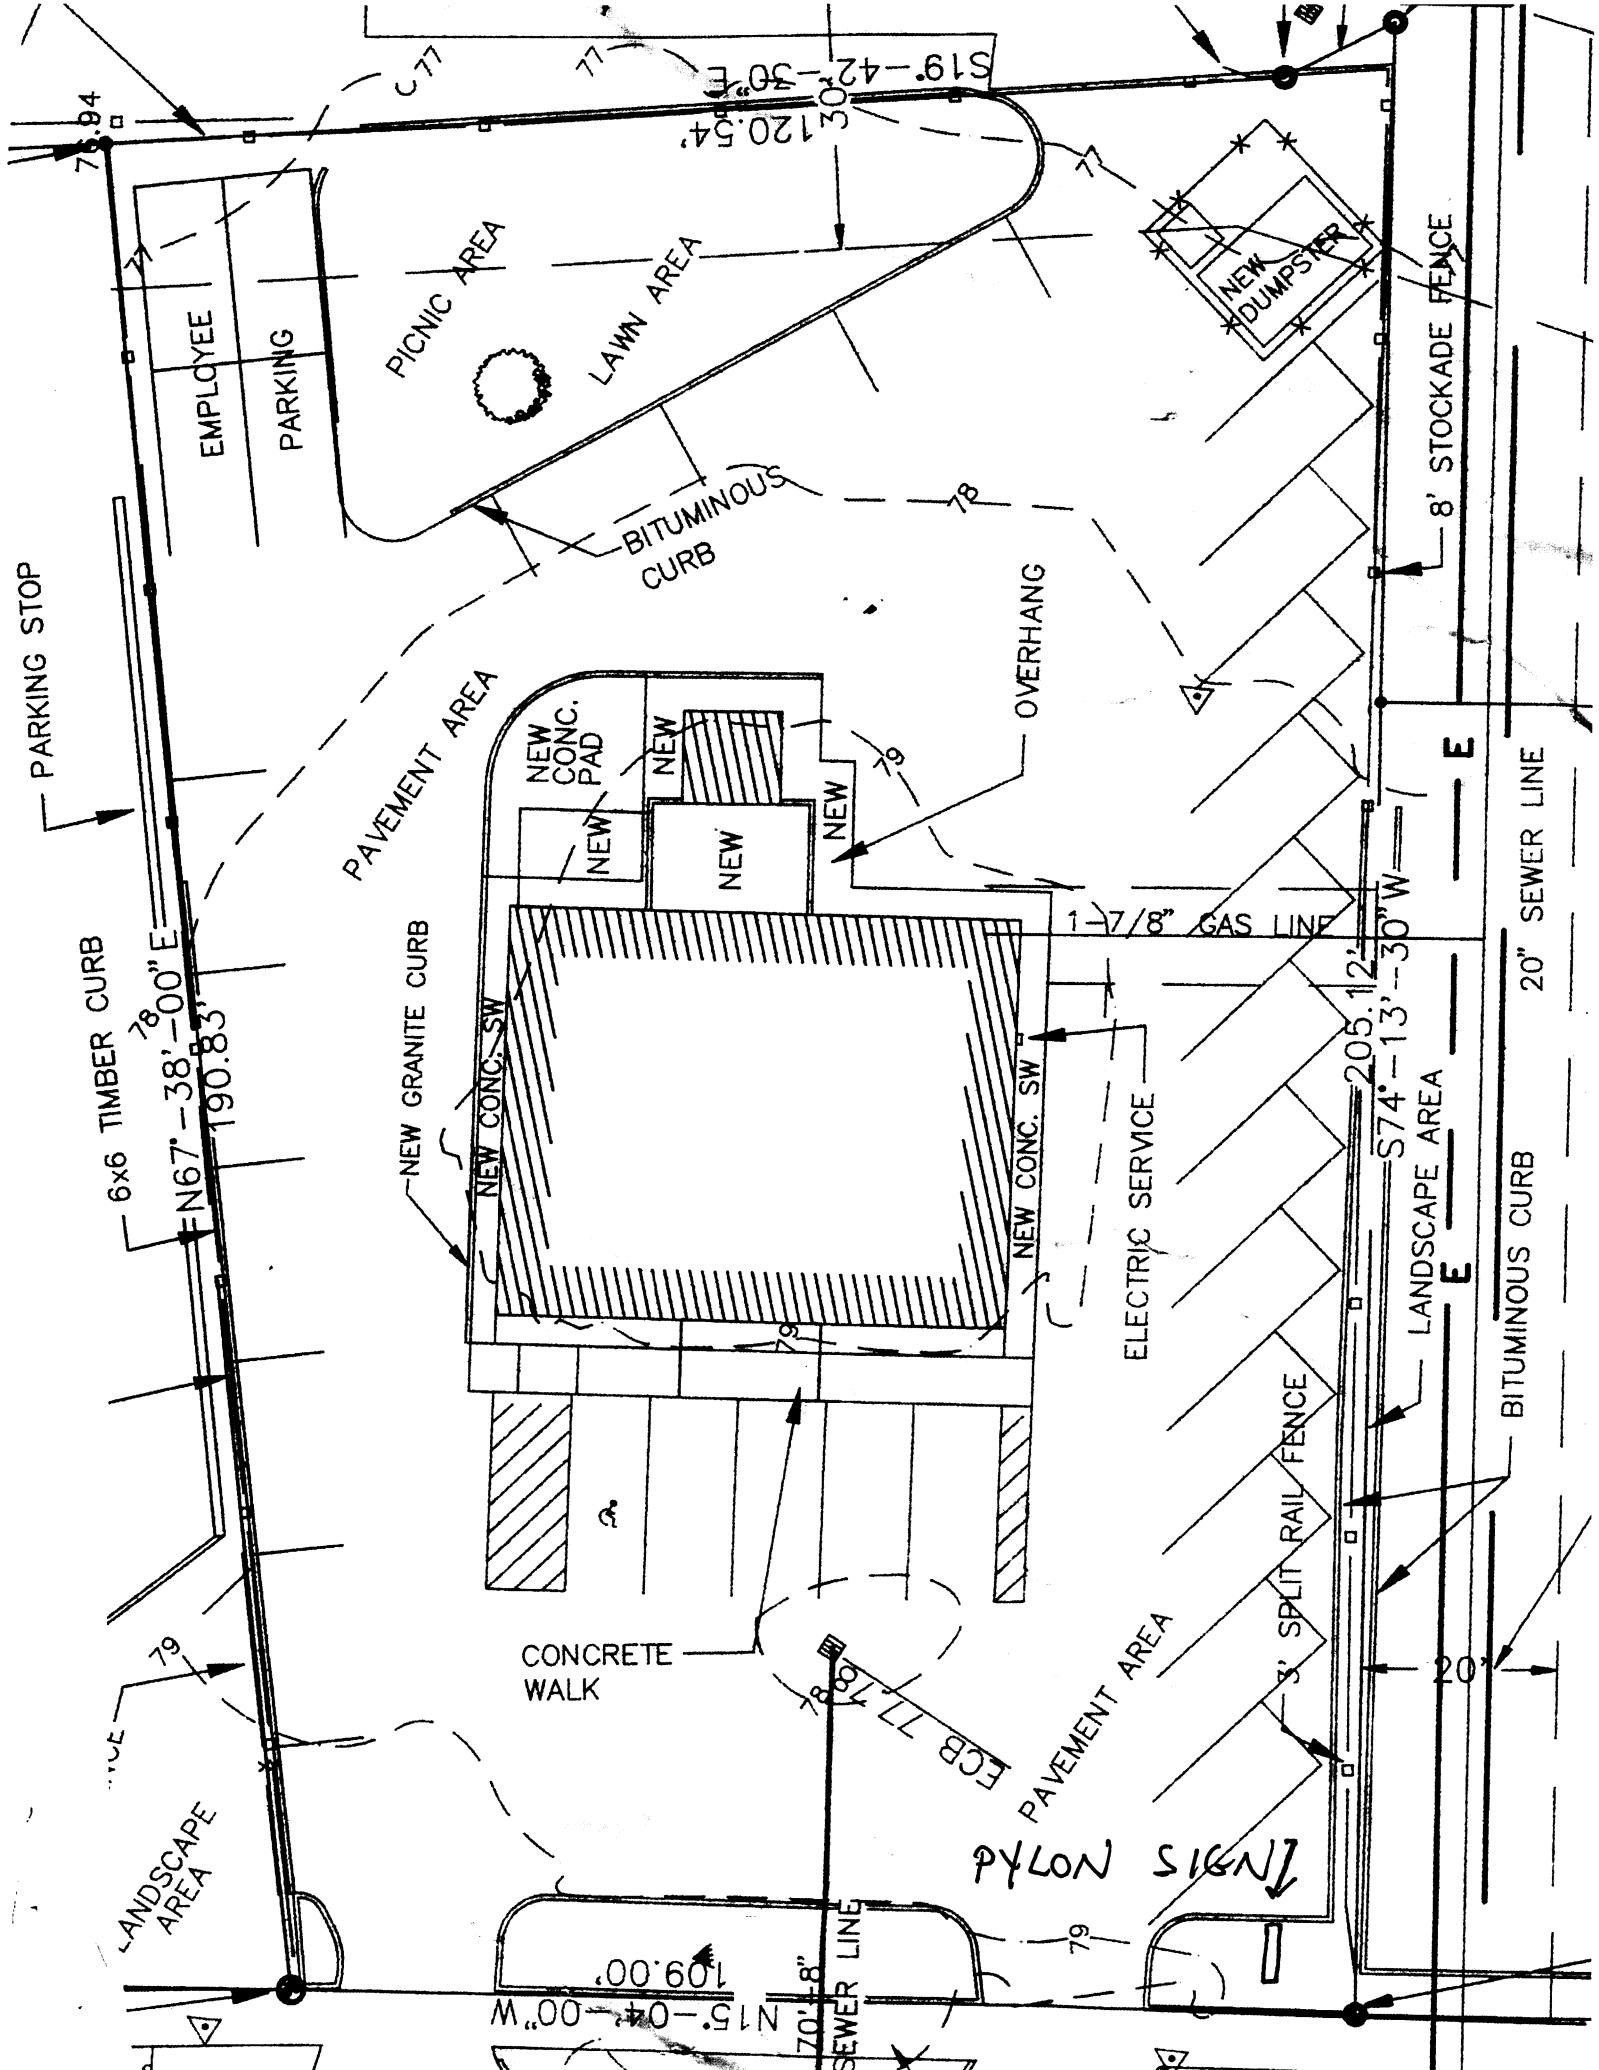 77
77
S19°-42'-30"E
120.54'
30'
76.94
77
77
77
EMPLOYEE
PARKING
PICNIC AREA
LAWN AREA
NEW
DUMPSTER
8' STOCKADE FENCE
BITUMINOUS
CURB
78
PARKING STOP
PAVEMENT AREA
OVERHANG
NEW
CONC.
PAD
NEW
NEW
NEW
NEW
79
E
20" SEWER LINE
1-7/8" GAS LINE
6x6 TIMBER CURB
78
N67°-38'-00"E
190.83'
NEW GRANITE CURB
NEW CONC. SW
NEW CONC. SW
ELECTRIC SERVICE
205.12'
S74°-13'-30"W
LANDSCAPE AREA
E
BITUMINOUS CURB
79
3' SPLIT RAIL FENCE
20'
CONCRETE
WALK
78
ECB 77.78
PAVEMENT AREA
79
LANDSCAPE
AREA
PYLON SIGN
109.00'
N15°-04'-00"W
70'-8"
SEWER LINE
79